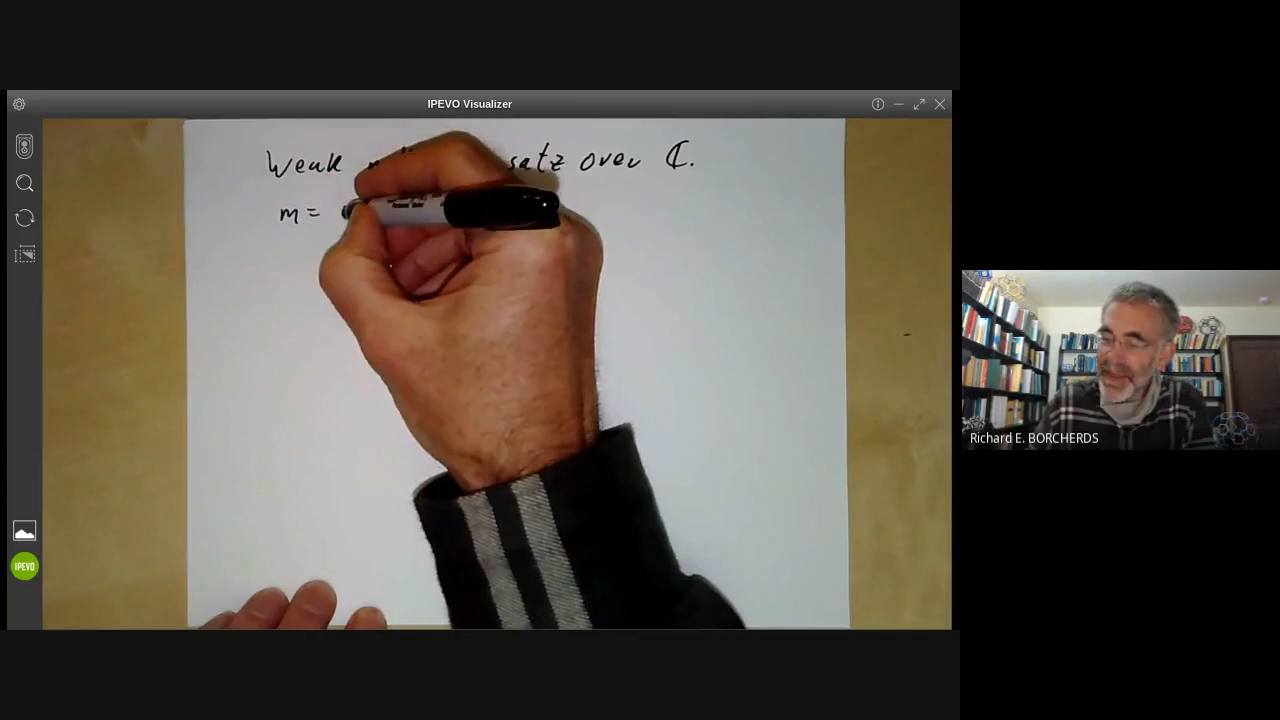 IPEVO Visualizer
Weak satz over ℂ.
m =
IPEVO
Richard E. BORCHERDS